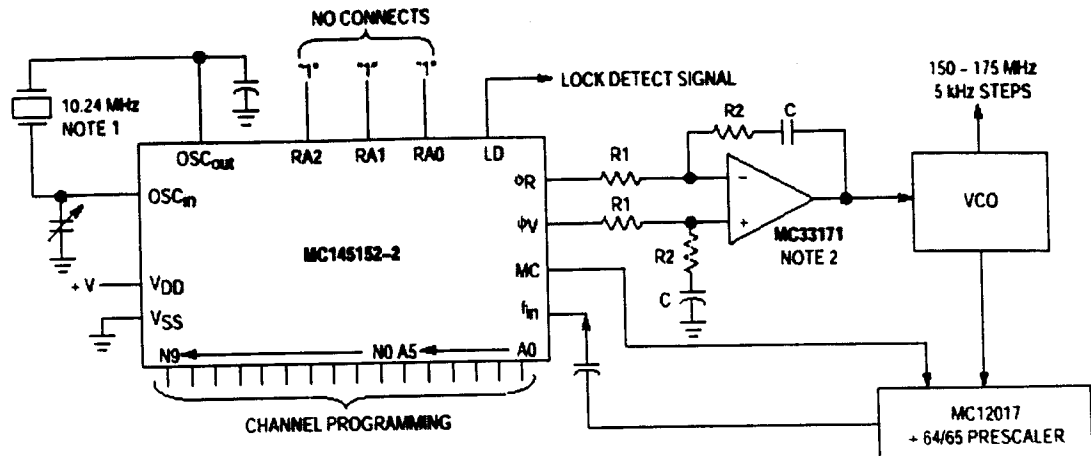 NO CONNECTS
"1" "1" "1"
10.24 MHz
NOTE 1
LOCK DETECT SIGNAL
150 – 175 MHz
5 kHz STEPS
OSCout RA2 RA1 RA0 LD
OSCin
ϕR
ϕV
MC
fin
MC145152–2
+ V
VDD
VSS
N9 N0 A5 A0
CHANNEL PROGRAMMING
R1
R1
R2
C
R2
C
–
+
MC33171
NOTE 2
VCO
MC12017
+ 64/65 PRESCALER